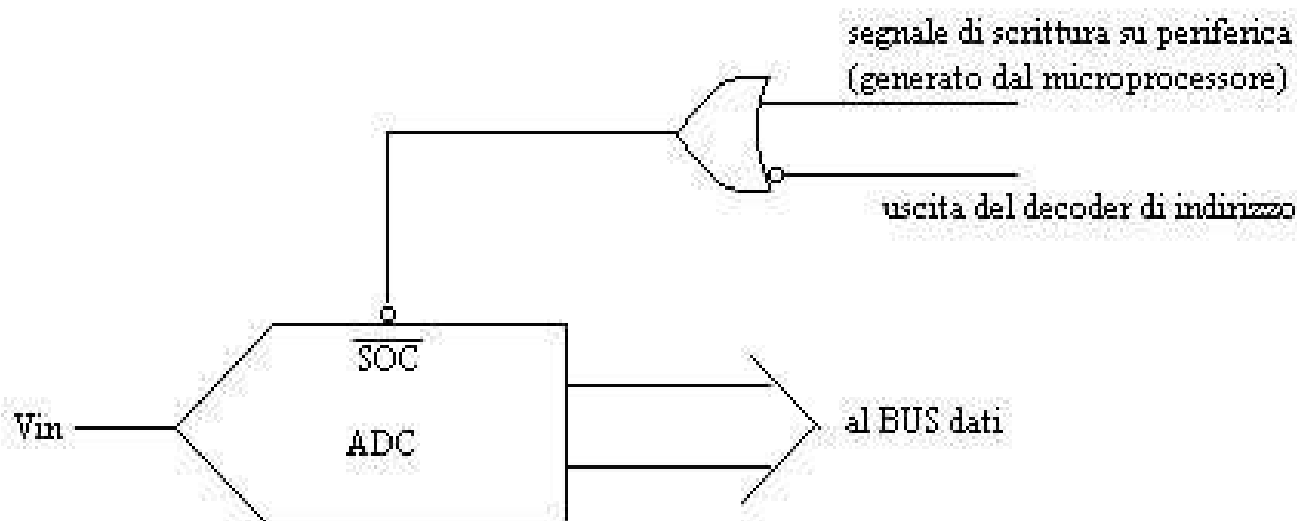 segnale di scrittura su periferica
(generato dal microprocessore)
uscita del decoder di indirizzo
SOC
Vin
ADC
al BUS dati